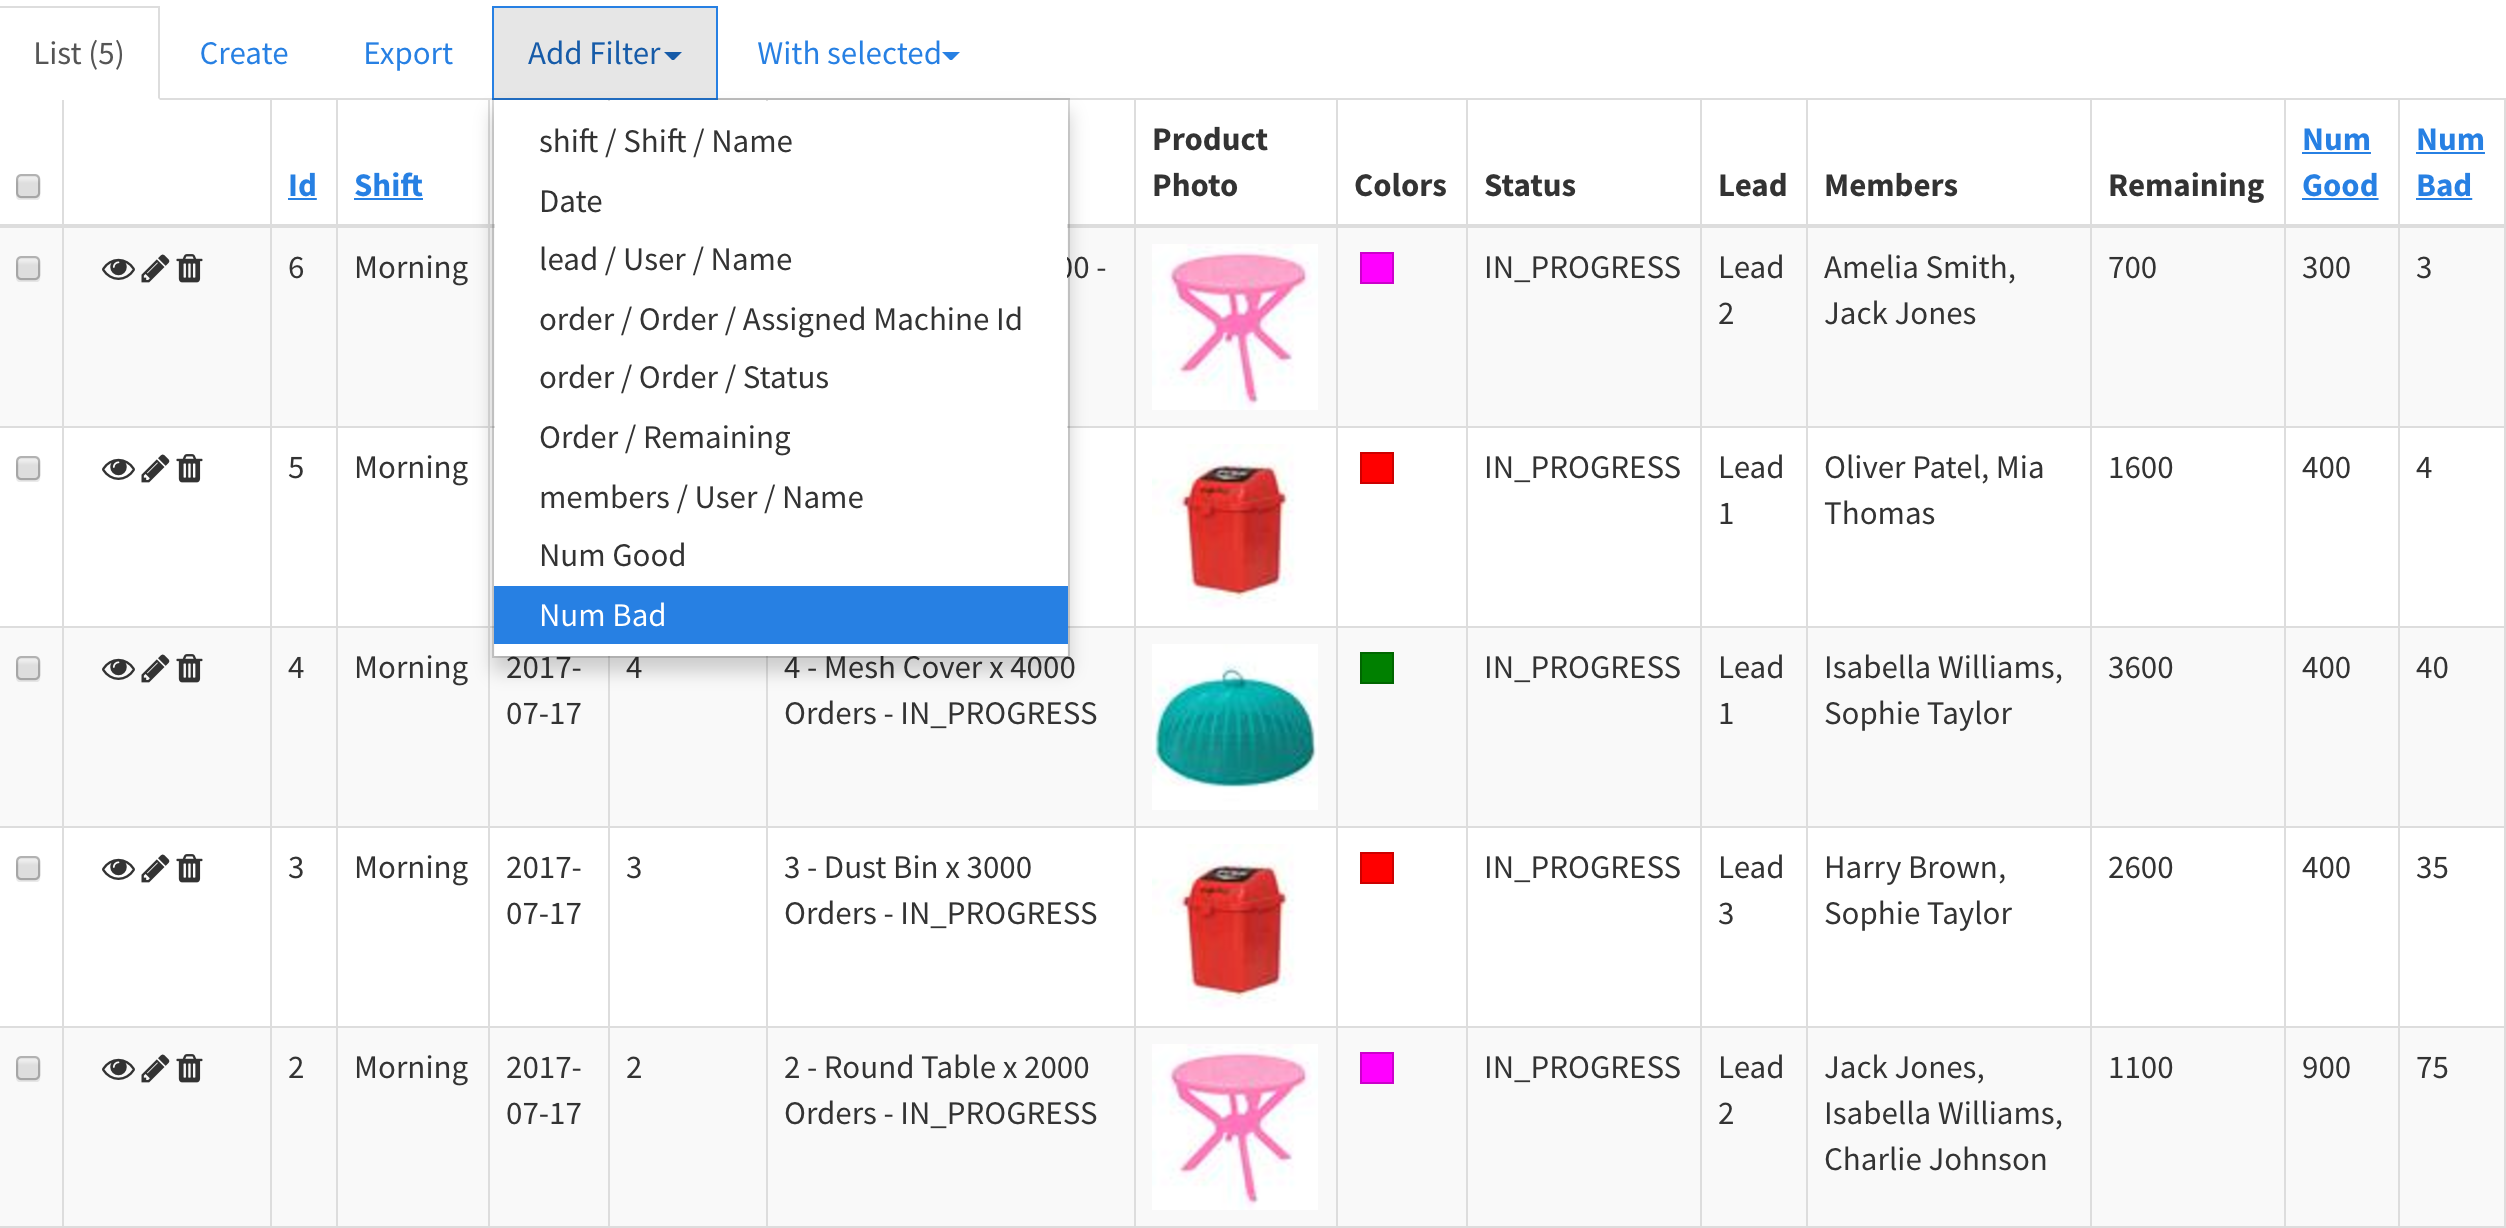 List (5) Create Export Add Filter With selected
shift / Shift / Name
Date
lead / User / Name
order / Order / Assigned Machine Id
order / Order / Status
Order / Remaining
members / User / Name
Num Good
Num Bad
Product Num Num
Id Shift Photo Colors Status Lead Members Remaining Good Bad
6 Morning - IN_PROGRESS Lead Amelia Smith, 700 300 3
2 Jack Jones
5 Morning IN_PROGRESS Lead Oliver Patel, Mia 1600 400 4
1 Thomas
4 Morning 2017- 4 4 - Mesh Cover x 4000 IN_PROGRESS Lead Isabella Williams, 3600 400 40
07-17 Orders - IN_PROGRESS 1 Sophie Taylor
3 Morning 2017- 3 3 - Dust Bin x 3000 IN_PROGRESS Lead Harry Brown, 2600 400 35
07-17 Orders - IN_PROGRESS 3 Sophie Taylor
2 Morning 2017- 2 2 - Round Table x 2000 IN_PROGRESS Lead Jack Jones, 1100 900 75
07-17 Orders - IN_PROGRESS 2 Isabella Williams,
Charlie Johnson